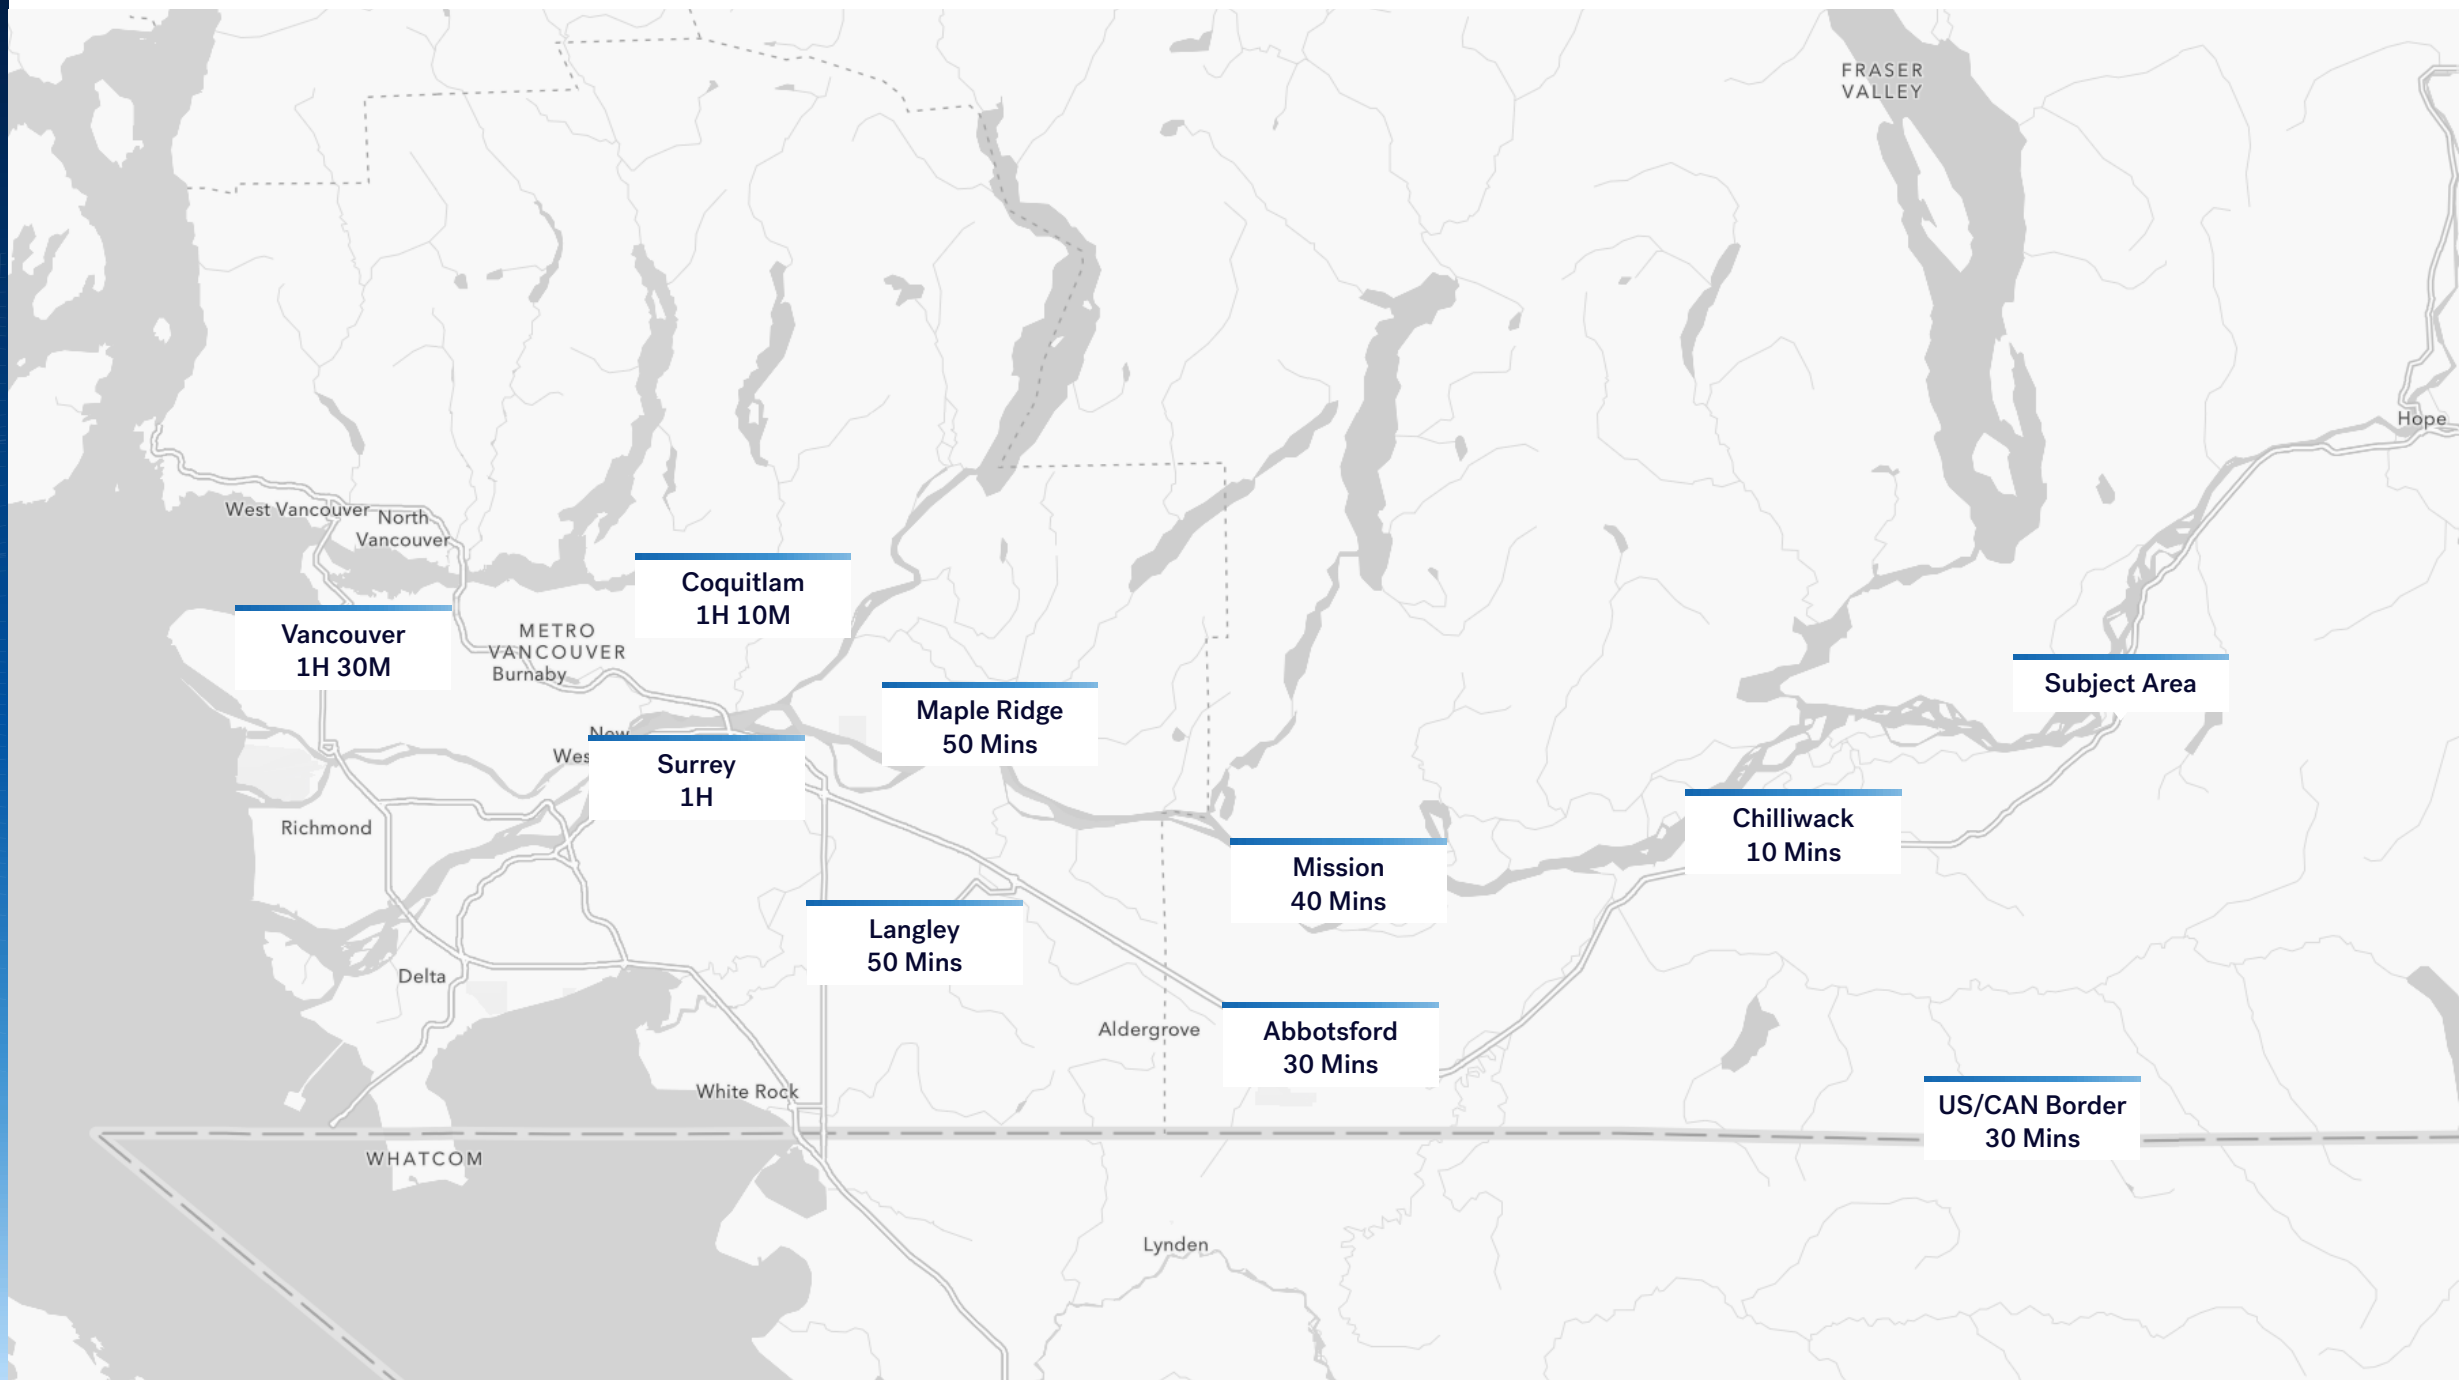 FRASER
VALLEY
Hope
West Vancouver
North
Vancouver
Coquitlam
1H 10M
Vancouver
1H 30M
METRO
VANCOUVER
Burnaby
Subject Area
Maple Ridge
50 Mins
New
Wes
Surrey
1H
Richmond
Chilliwack
10 Mins
Mission
40 Mins
Langley
50 Mins
Delta
Aldergrove
Abbotsford
30 Mins
White Rock
US/CAN Border
30 Mins
WHATCOM
Lynden